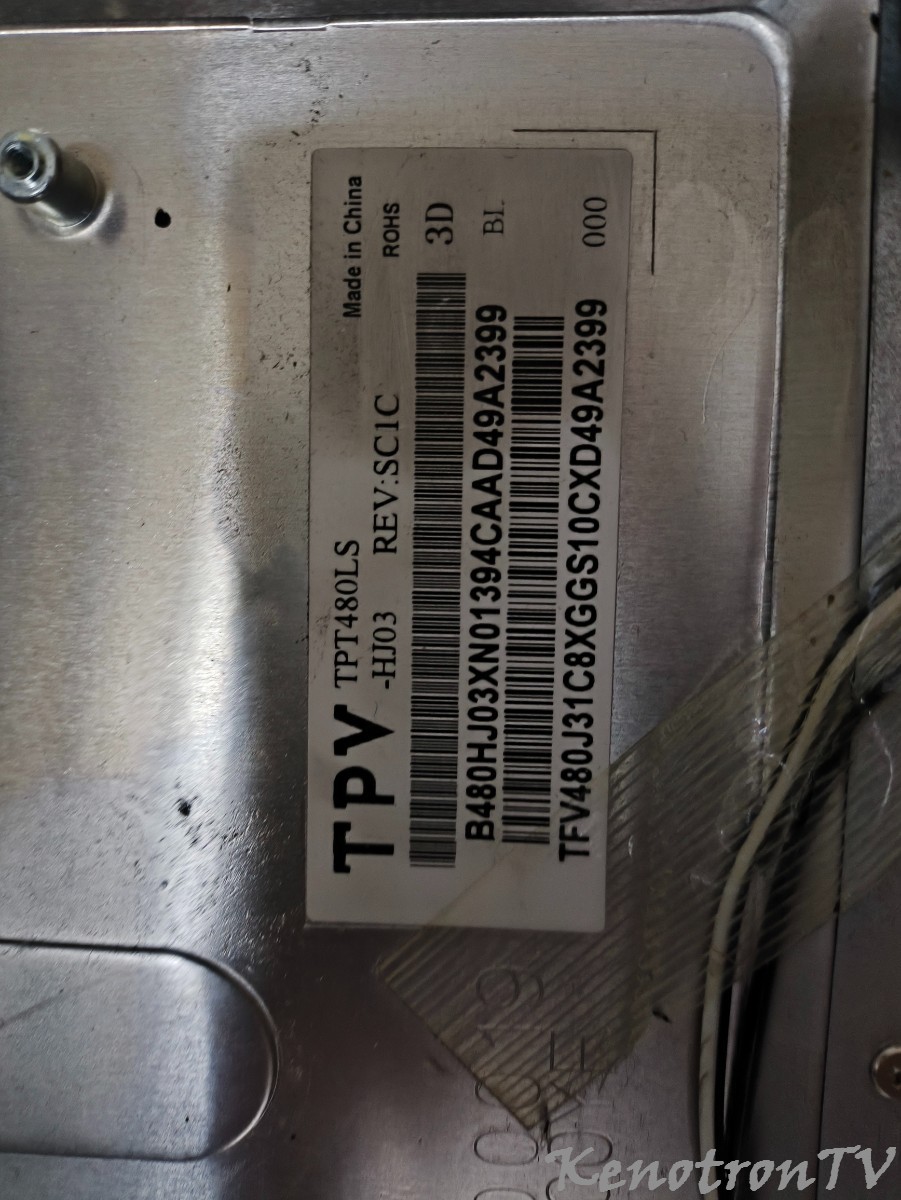 TPV TPT480LS Made in China
-HJ03 REV:SC1C ROHS
3D
B480HJ03XN01394CAAD49A2399 BL
TFV480J31C8XGGS10CXD49A2399 000
KenotronTV